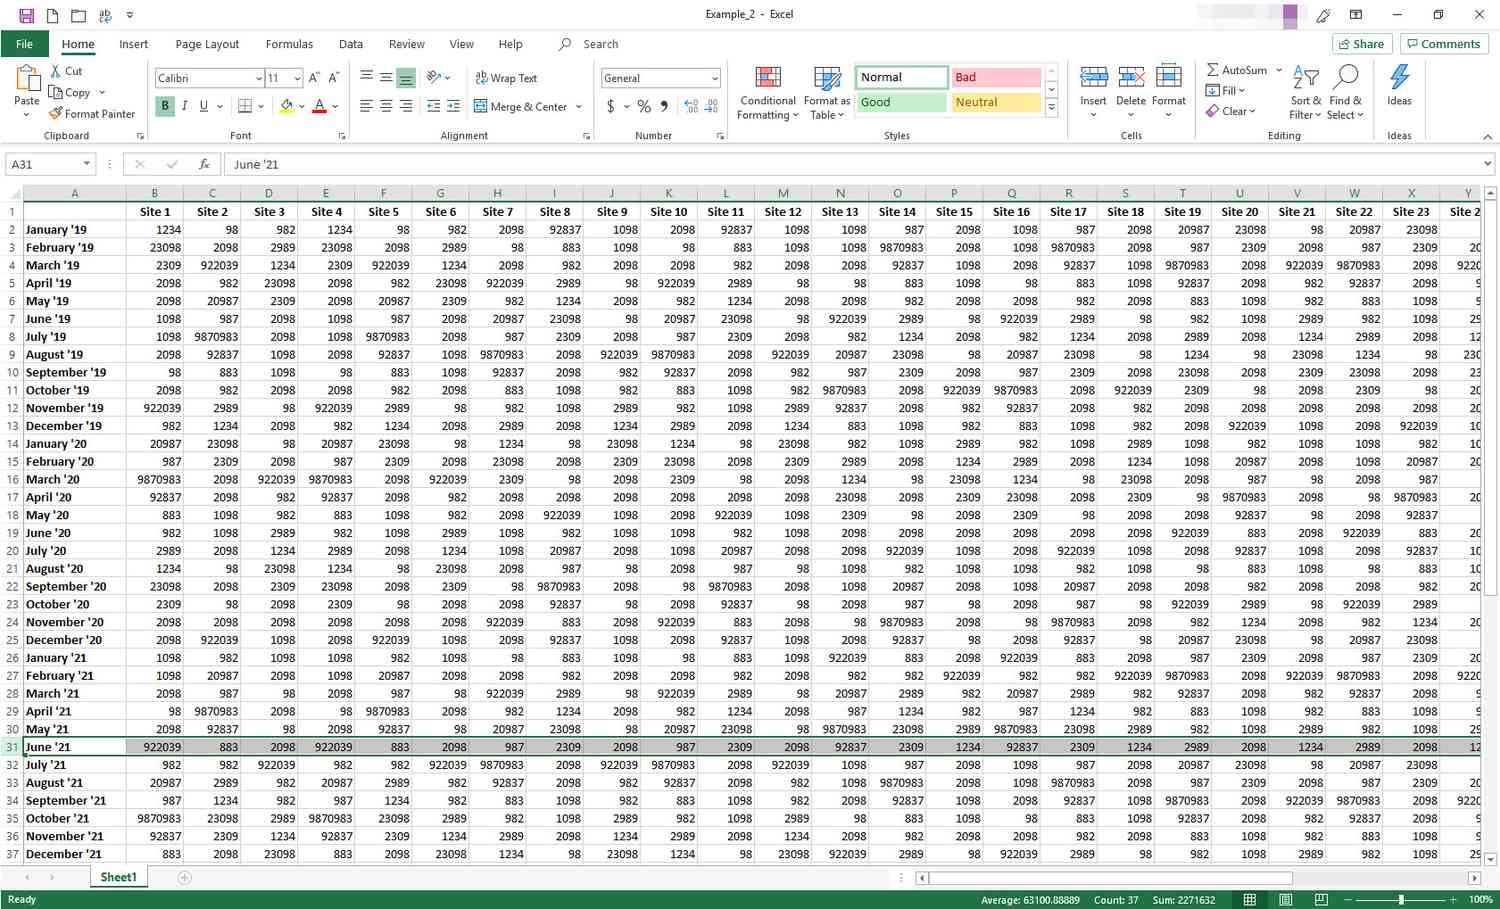 Example_2 - Excel
File Home Insert Page Layout Formulas Data Review View Help Search Share Comments
Paste Cut Copy Format Painter Clipboard
Calibri 11 A A B I U A Font
Wrap Text Merge & Center Alignment
General $ % , Number
Conditional Formatting Format as Table Normal Bad Good Neutral Styles
Insert Delete Format Cells
AutoSum Fill Clear Sort & Filter Find & Select Editing
Ideas Ideas
A31 fx June '21
A B C D E F G H I J K L M N O P Q R S T U V W X Y
1 Site 1 Site 2 Site 3 Site 4 Site 5 Site 6 Site 7 Site 8 Site 9 Site 10 Site 11 Site 12 Site 13 Site 14 Site 15 Site 16 Site 17 Site 18 Site 19 Site 20 Site 21 Site 22 Site 23 Site 2
2 January '19 1234 98 982 1234 98 982 2098 92837 1098 2098 92837 1098 1098 987 2098 1098 987 2098 20987 23098 98 20987 23098
3 February '19 23098 2098 2989 23098 2098 2989 98 883 1098 98 883 1098 1098 9870983 2098 1098 9870983 2098 987 2309 2098 987 2309 20
4 March '19 2309 922039 1234 2309 922039 1234 2098 982 2098 2098 982 2098 2098 92837 1098 2098 92837 1098 9870983 2098 922039 9870983 2098 9220
5 April '19 2098 982 23098 2098 982 23098 922039 2989 98 922039 2989 98 98 883 1098 98 883 1098 92837 2098 982 92837 2098 9
6 May '19 2098 20987 2309 2098 20987 2309 982 1234 2098 982 1234 2098 2098 982 2098 2098 982 2098 883 1098 982 883 1098 9
7 June '19 1098 987 2098 1098 987 2098 20987 23098 98 20987 23098 98 922039 2989 98 922039 2989 98 982 1098 2989 982 1098 29
8 July '19 1098 9870983 2098 1098 9870983 2098 987 2309 2098 987 2309 2098 982 1234 2098 982 1234 2098 2989 2098 1234 2989 2098 12
9 August '19 2098 92837 1098 2098 92837 1098 9870983 2098 922039 9870983 2098 922039 20987 23098 98 20987 23098 98 1234 98 23098 1234 98 230
10 September '19 98 883 1098 98 883 1098 92837 2098 982 92837 2098 982 987 2309 2098 987 2309 2098 23098 2098 2309 23098 2098 23
11 October '19 2098 982 2098 2098 982 2098 883 1098 982 883 1098 982 9870983 2098 922039 9870983 2098 922039 2309 98 2098 2309 98 20
12 November '19 922039 2989 98 922039 2989 98 982 1098 2989 982 1098 2989 92837 2098 982 92837 2098 982 2098 2098 2098 2098 2098 20
13 December '19 982 1234 2098 982 1234 2098 2989 2098 1234 2989 2098 1234 883 1098 982 883 1098 982 2098 922039 1098 2098 922039 10
14 January '20 20987 23098 98 20987 23098 98 1234 98 23098 1234 98 23098 982 1098 2989 982 1098 2989 1098 982 1098 1098 982 10
15 February '20 987 2309 2098 987 2309 2098 23098 2098 2309 23098 2098 2309 2989 2098 1234 2989 2098 1234 1098 20987 2098 1098 20987 20
16 March '20 9870983 2098 922039 9870983 2098 922039 2309 98 2098 2309 98 2098 1234 98 23098 1234 98 23098 2098 987 98 2098 987
17 April '20 92837 2098 982 92837 2098 982 2098 2098 2098 2098 2098 2098 23098 2098 2309 23098 2098 2309 98 9870983 2098 98 9870983 20
18 May '20 883 1098 982 883 1098 982 2098 922039 1098 2098 922039 1098 2309 98 2098 2309 98 2098 2098 92837 98 2098 92837
19 June '20 982 1098 2989 982 1098 2989 1098 982 1098 1098 982 1098 2098 2098 2098 2098 2098 2098 922039 883 2098 922039 883 20
20 July '20 2989 2098 1234 2989 2098 1234 1098 20987 2098 1098 20987 2098 2098 922039 1098 2098 922039 1098 2098 92837 1098 2098 92837 10
21 August '20 1234 98 23098 1234 98 23098 2098 987 98 2098 987 98 1098 982 1098 1098 982 1098 98 883 1098 98 883 10
22 September '20 23098 2098 2309 23098 2098 2309 98 9870983 2098 98 9870983 2098 1098 20987 2098 1098 20987 2098 2098 982 2098 2098 982 20
23 October '20 2309 98 2098 2309 98 2098 2098 92837 98 2098 92837 98 2098 987 98 2098 987 98 922039 2989 98 922039 2989
24 November '20 2098 2098 2098 2098 2098 2098 922039 883 2098 922039 883 2098 98 9870983 2098 98 9870983 2098 982 1234 2098 982 1234 20
25 December '20 2098 922039 1098 2098 922039 1098 2098 92837 1098 2098 92837 1098 2098 92837 98 2098 92837 98 20987 23098 98 20987 23098
26 January '21 1098 982 1098 1098 982 1098 98 883 1098 98 883 1098 922039 883 2098 922039 883 2098 987 2309 2098 987 2309 20
27 February '21 1098 20987 2098 1098 20987 2098 2098 982 2098 2098 982 2098 982 982 922039 982 982 922039 9870983 2098 922039 9870983 2098 9220
28 March '21 2098 987 98 2098 987 98 922039 2989 98 922039 2989 98 20987 2989 982 20987 2989 982 92837 2098 982 92837 2098 9
29 April '21 98 9870983 2098 98 9870983 2098 982 1234 2098 982 1234 2098 987 1234 982 987 1234 982 883 1098 982 883 1098 9
30 May '21 2098 92837 98 2098 92837 98 20987 23098 98 20987 23098 98 9870983 23098 2989 9870983 23098 2989 982 1098 2989 982 1098 29
31 June '21 922039 883 2098 922039 883 2098 987 2309 2098 987 2309 2098 92837 2309 1234 92837 2309 1234 2989 2098 1234 2989 2098 12
32 July '21 982 982 922039 982 982 922039 9870983 2098 922039 9870983 2098 922039 1098 987 2098 1098 987 2098 20987 23098 98 20987 23098
33 August '21 20987 2989 982 20987 2989 982 92837 2098 982 92837 2098 982 1098 9870983 2098 1098 9870983 2098 987 2309 2098 987 2309 20
34 September '21 987 1234 982 987 1234 982 883 1098 982 883 1098 982 2098 92837 1098 2098 92837 1098 9870983 2098 922039 9870983 2098 9220
35 October '21 9870983 23098 2989 9870983 23098 2989 982 1098 2989 982 1098 2989 98 883 1098 98 883 1098 92837 2098 982 92837 2098 9
36 November '21 92837 2309 1234 92837 2309 1234 2989 2098 1234 2989 2098 1234 2098 982 2098 2098 982 2098 883 1098 982 883 1098 9
37 December '21 883 2098 23098 883 2098 23098 1234 98 23098 1234 98 23098 922039 2989 98 922039 2989 98 982 1098 2989 982 1098 29
Sheet1
Ready Average: 63100.88889 Count: 37 Sum: 2271632 100%